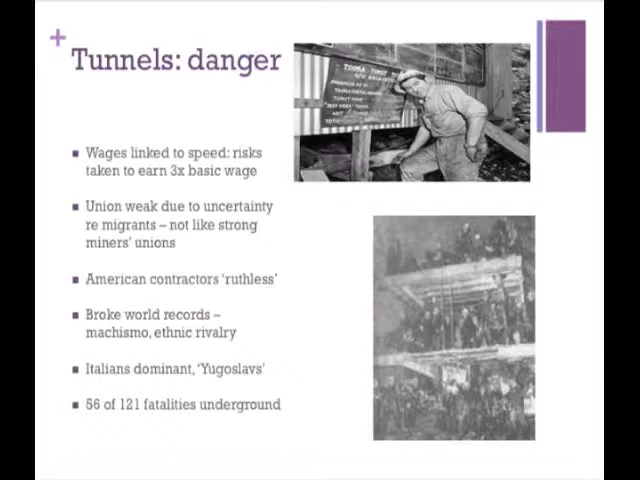 +
Tunnels: danger
Wages linked to speed: risks
taken to earn 3x basic wage
Union weak due to uncertainty
re migrants – not like strong
miners' unions
American contractors 'ruthless'
Broke world records –
machismo, ethnic rivalry
Italians dominant, 'Yugoslavs'
56 of 121 fatalities underground